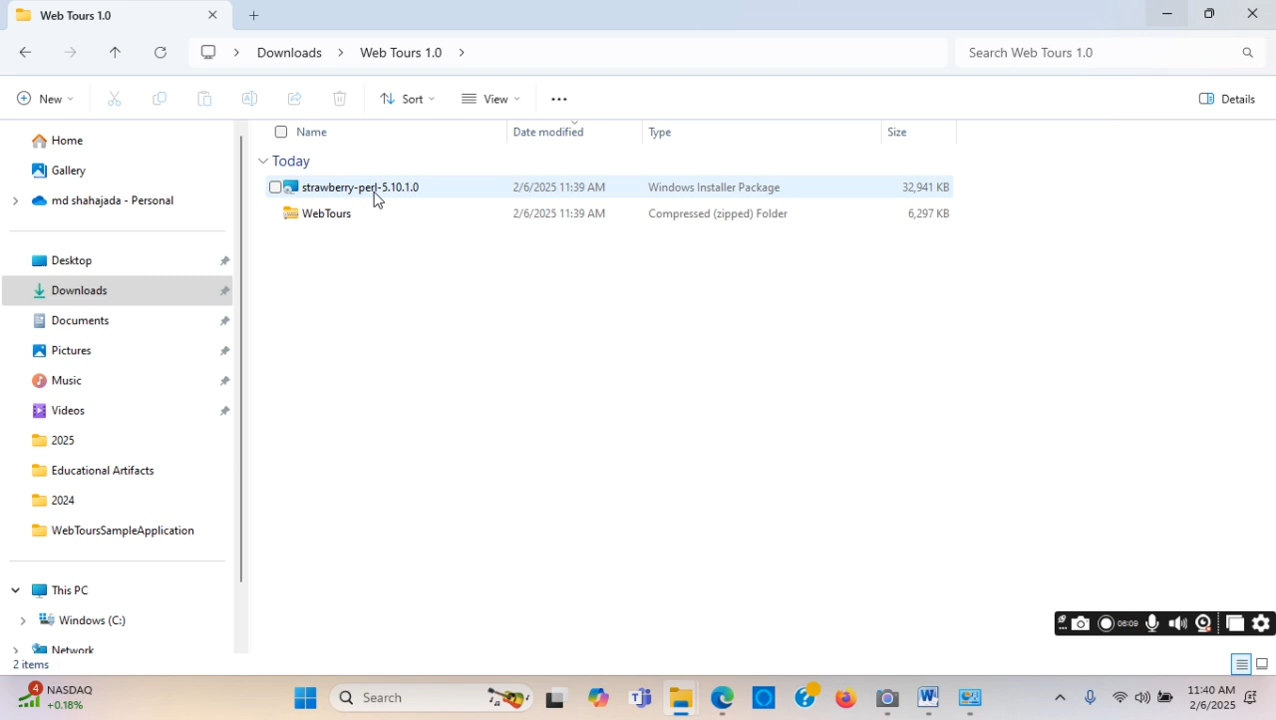 Web Tours 1.0
Downloads Web Tours 1.0
Search Web Tours 1.0
New
Sort
View
Details
Name Date modified Type Size
Today
strawberry-perl-5.10.1.0 2/6/2025 11:39 AM Windows Installer Package 32,941 KB
WebTours 2/6/2025 11:39 AM Compressed (zipped) Folder 6,297 KB
Home
Gallery
md shahajada - Personal
Desktop
Downloads
Documents
Pictures
Music
Videos
2025
Educational Artifacts
2024
WebToursSampleApplication
This PC
Windows (C:)
Network
06:09
2 items
4
NASDAQ
+0.18%
Search
11:40 AM
2/6/2025